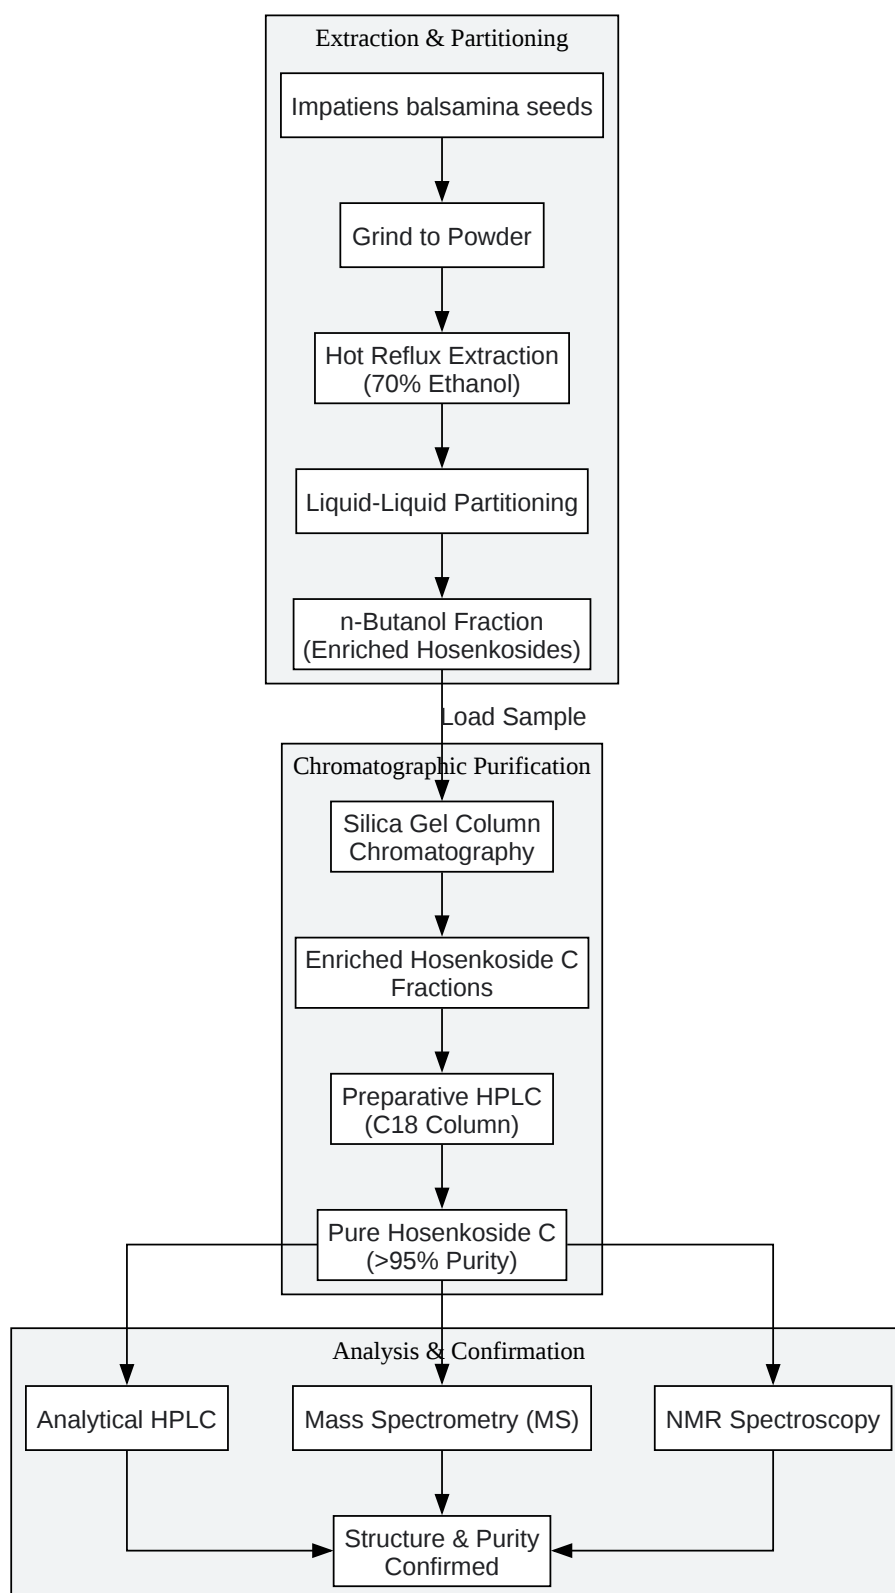 Extraction & Partitioning
Impatiens balsamina seeds
Grind to Powder
Hot Reflux Extraction
(70% Ethanol)
Liquid-Liquid Partitioning
n-Butanol Fraction
(Enriched Hosenkosides)
Load Sample
Chromatographic Purification
Silica Gel Column
Chromatography
Enriched Hosenkoside C
Fractions
Preparative HPLC
(C18 Column)
Pure Hosenkoside C
(>95% Purity)
Analysis & Confirmation
Analytical HPLC
Mass Spectrometry (MS)
NMR Spectroscopy
Structure & Purity
Confirmed